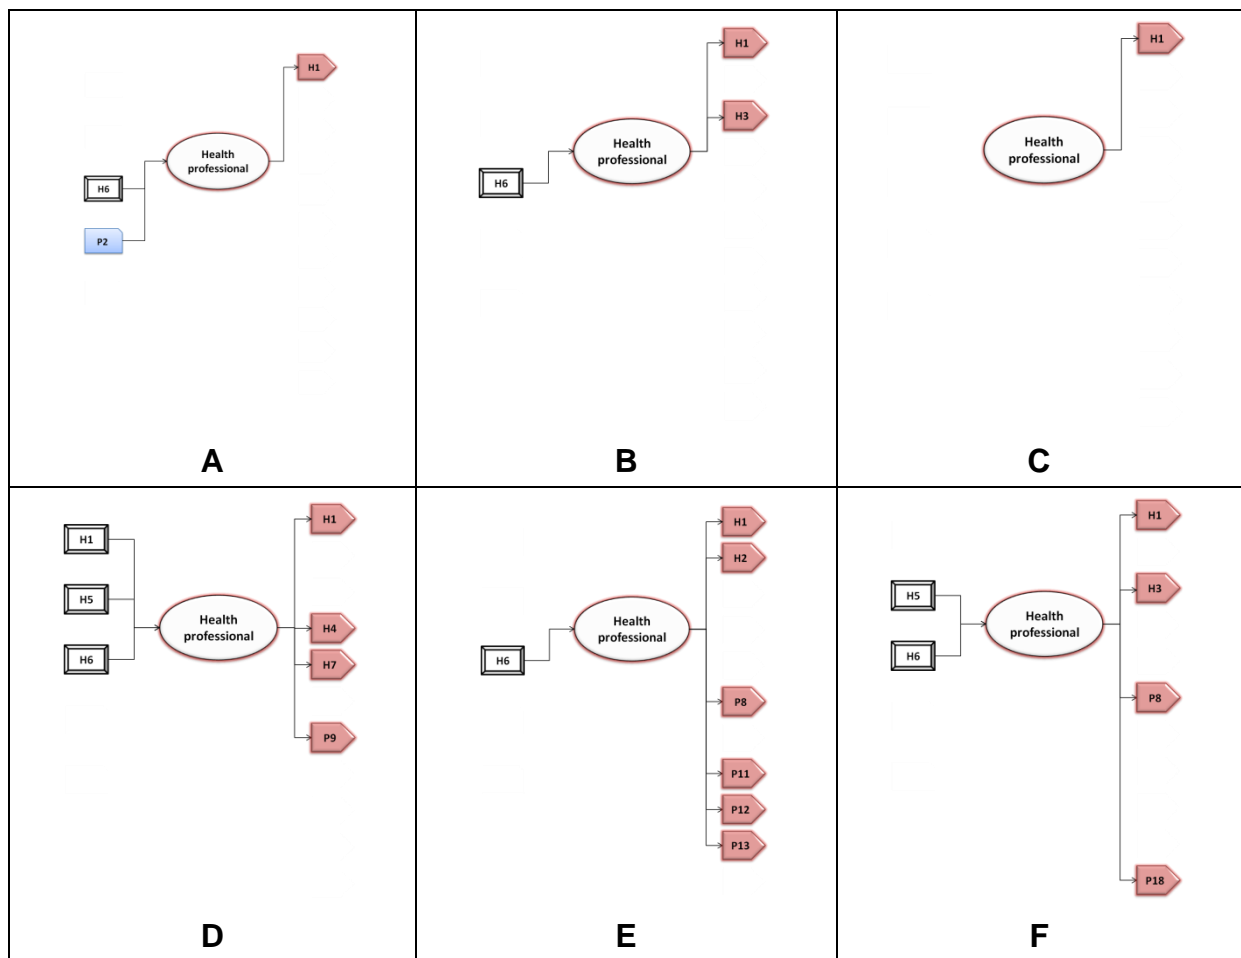 H1
Health
professional
H6
P2
A
H1
H3
Health
professional
H6
B
H1
Health
professional
C
H1
H1
H5
Health
professional
H4
H6
H7
P9
D
H1
H2
Health
professional
H6
P8
P11
P12
P13
E
H1
H3
H5
Health
professional
H6
P8
P18
F